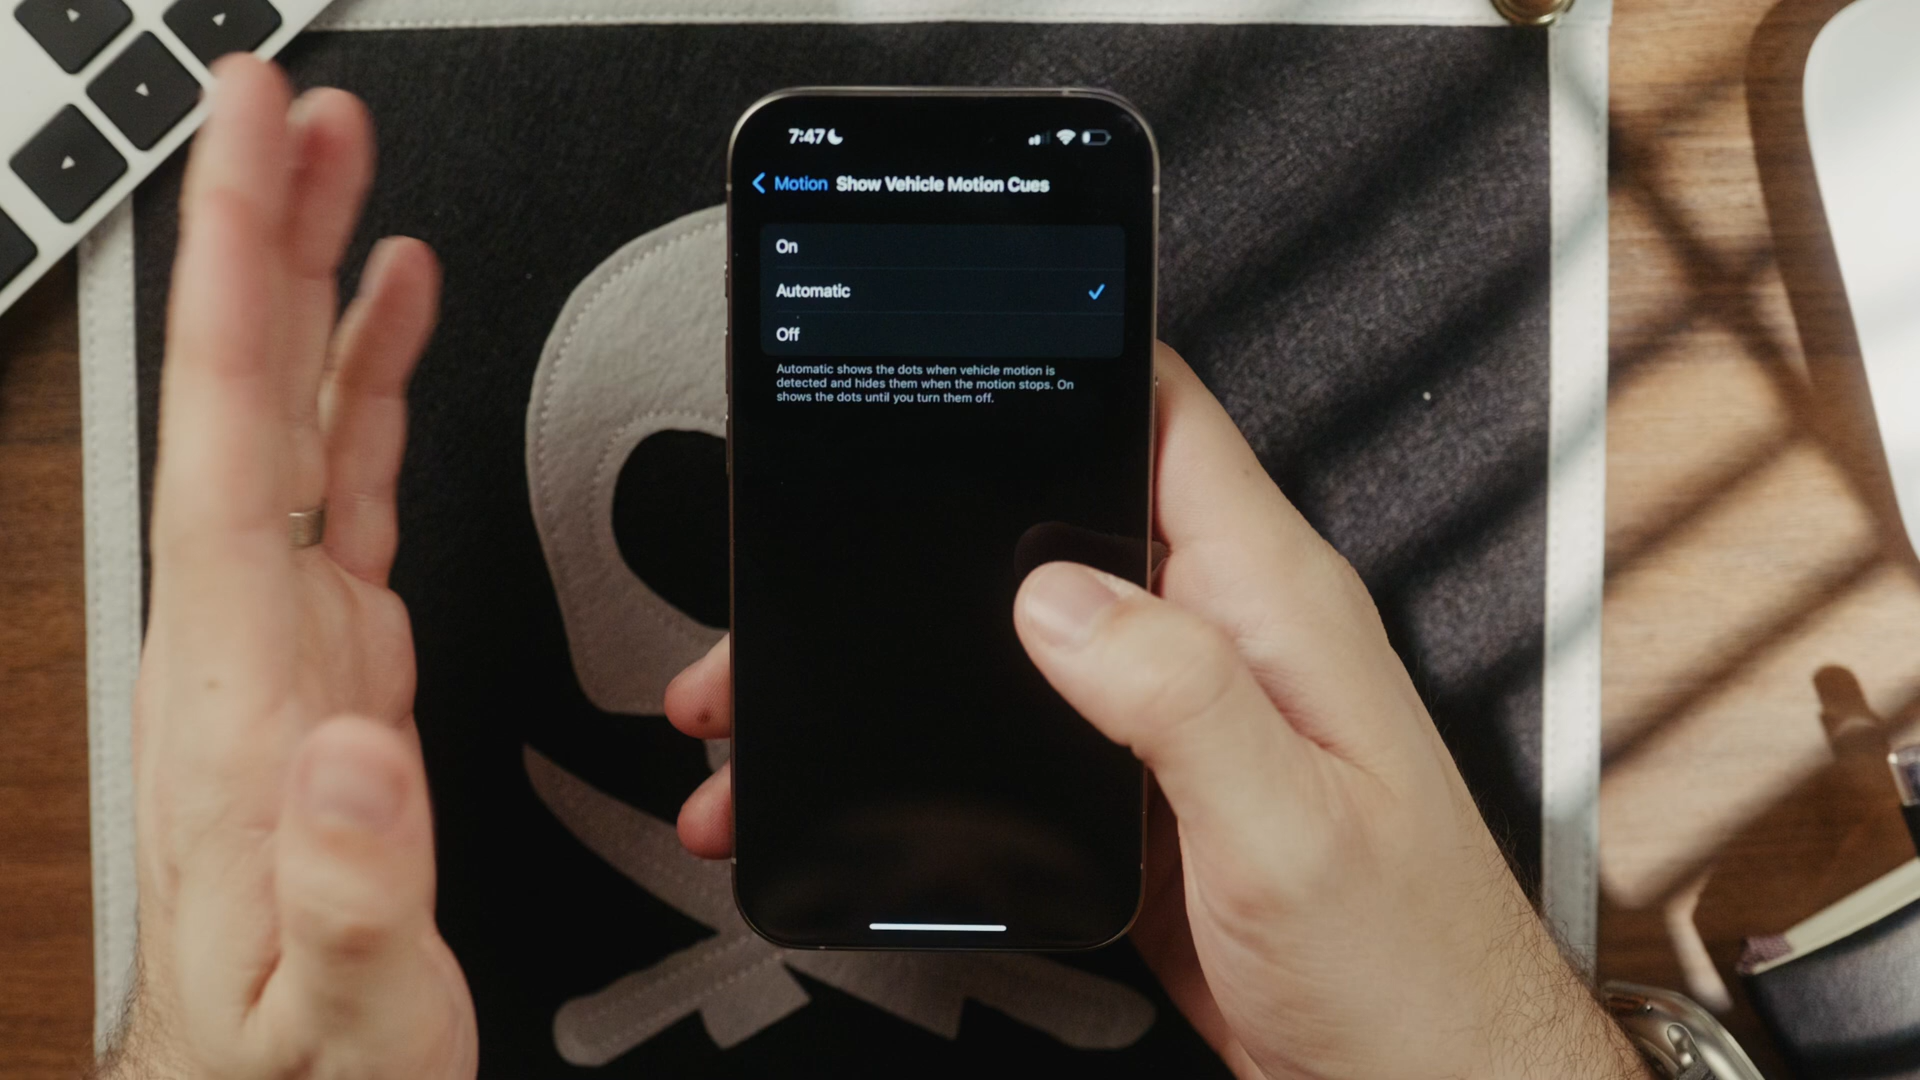 7:47
Motion Show Vehicle Motion Cues
On
Automatic
Off
Automatic shows the dots when vehicle motion is
detected and hides them when the motion stops. On
shows the dots until you turn them off.